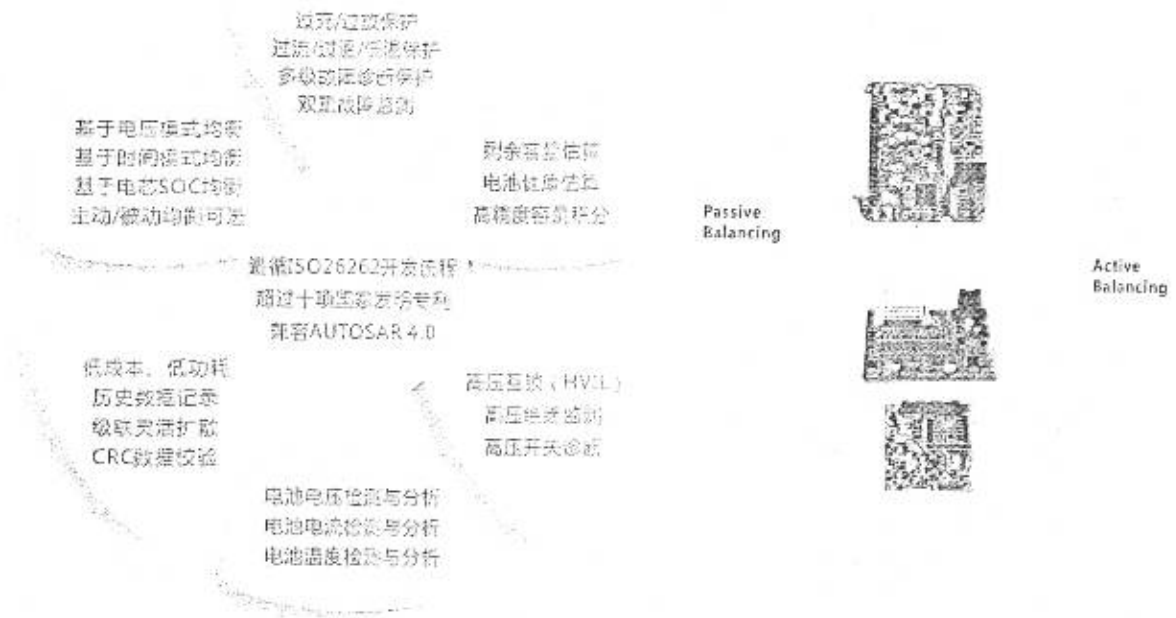 过充/过放保护
过流/过温/低温保护
多级故障诊断保护
双重故障监测
基于电压模式均衡
基于时间模式均衡
基于电芯SOC均衡
主动/被动均衡可选
剩余容量估算
电池健康估算
高精度容量积分
Passive
Balancing
Active
Balancing
遵循ISO26262开发流程
超过十项国家发明专利
部署AUTOSAR 4.0
低成本、低功耗
历史数据记录
级联灵活扩散
CRC数据校验
高压互锁（HVIL）
高压绝缘监测
高压开关诊断
电池电压检测与分析
电池电流检测与分析
电池温度检测与分析